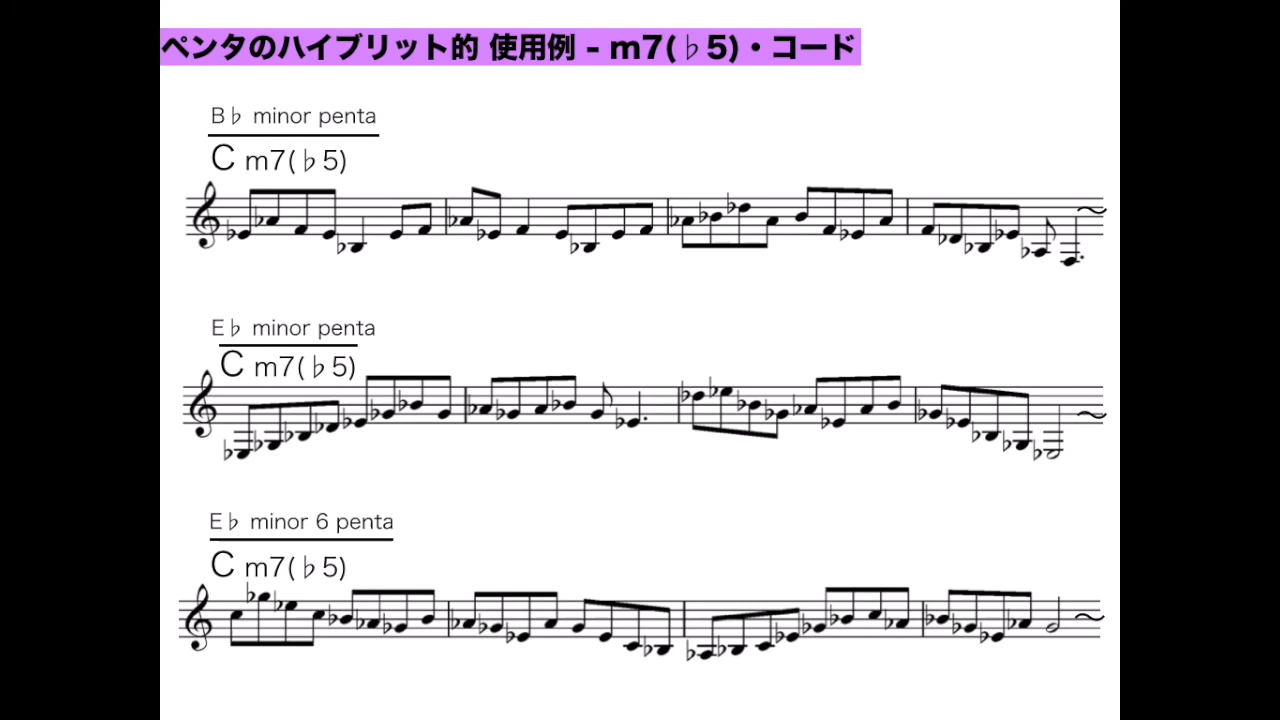 ペンタのハイブリット的 使用例 - m7(♭5)・コード
B♭ minor penta
C m7(♭5)
E♭ minor penta
C m7(♭5)
E♭ minor 6 penta
C m7(♭5)